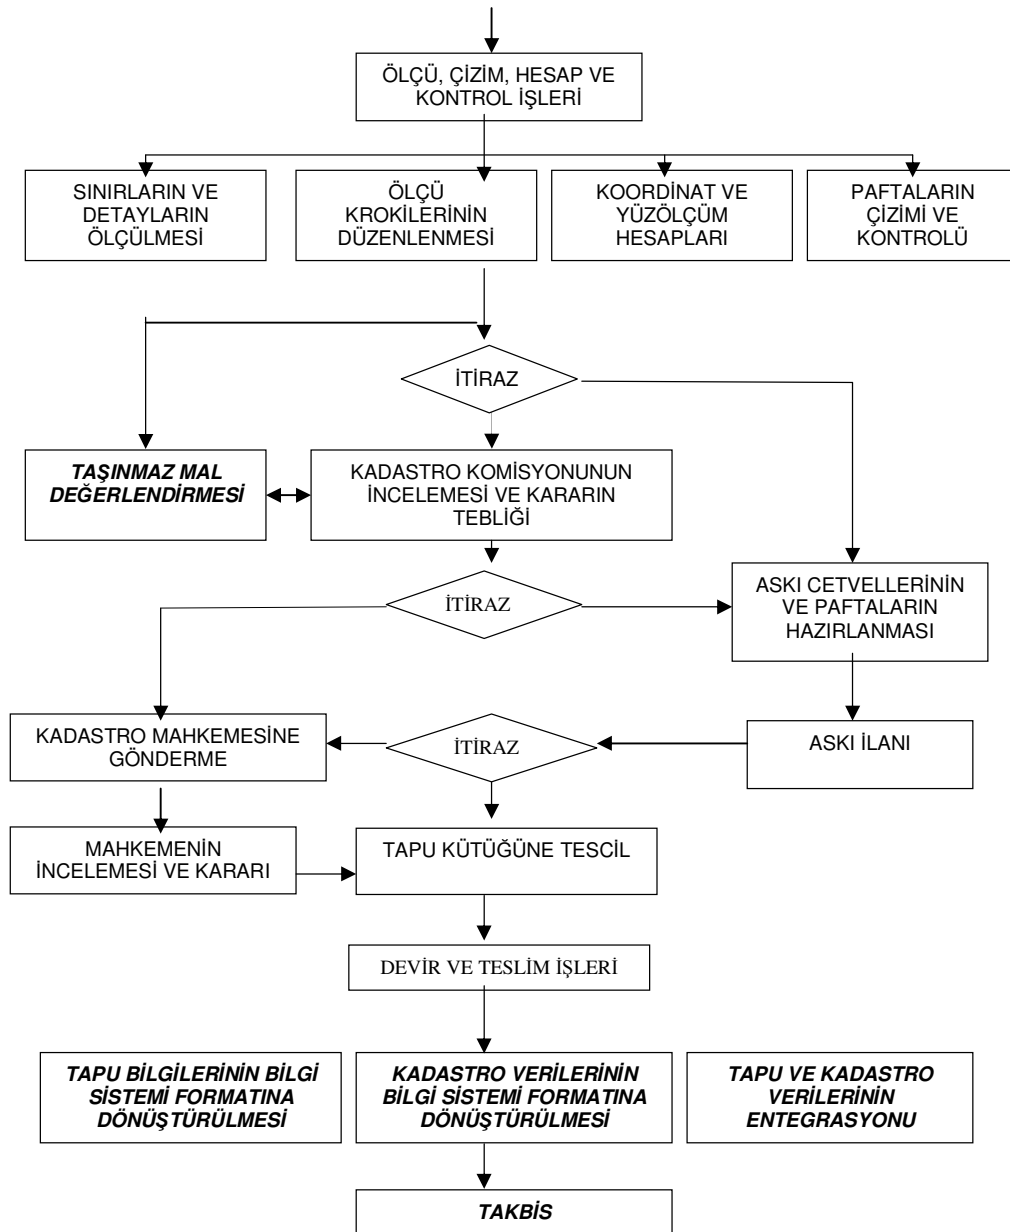 ÖLÇÜ, ÇİZİM, HESAP VE
KONTROL İŞLERİ
SINIRLARIN VE
DETAYLARIN
ÖLÇÜLMESİ
ÖLÇÜ
KROKİLERİNİN
DÜZENLENMESİ
KOORDİNAT VE
YÜZÖLÇÜM
HESAPLARI
PAFTALARIN
ÇİZİMİ VE
KONTROLÜ
İTİRAZ
TAŞINMAZ MAL
DEĞERLENDİRMESİ
KADASTRO KOMİSYONUNUN
İNCELEMESİ VE KARARIN
TEBLİĞİ
İTİRAZ
ASKI CETVELLERİNİN
VE PAFTALARIN
HAZIRLANMASI
KADASTRO MAHKEMESİNE
GÖNDERME
İTİRAZ
ASKI İLANI
MAHKEMENİN
İNCELEMESİ VE KARARI
TAPU KÜTÜĞÜNE TESCİL
DEVİR VE TESLİM İŞLERİ
TAPU BİLGİLERİNİN BİLGİ
SİSTEMİ FORMATINA
DÖNÜŞTÜRÜLMESİ
KADASTRO VERİLERİNİN
BİLGİ SİSTEMİ FORMATINA
DÖNÜŞTÜRÜLMESİ
TAPU VE KADASTRO
VERİLERİNİN
ENTEGRASYONU
TAKBİS